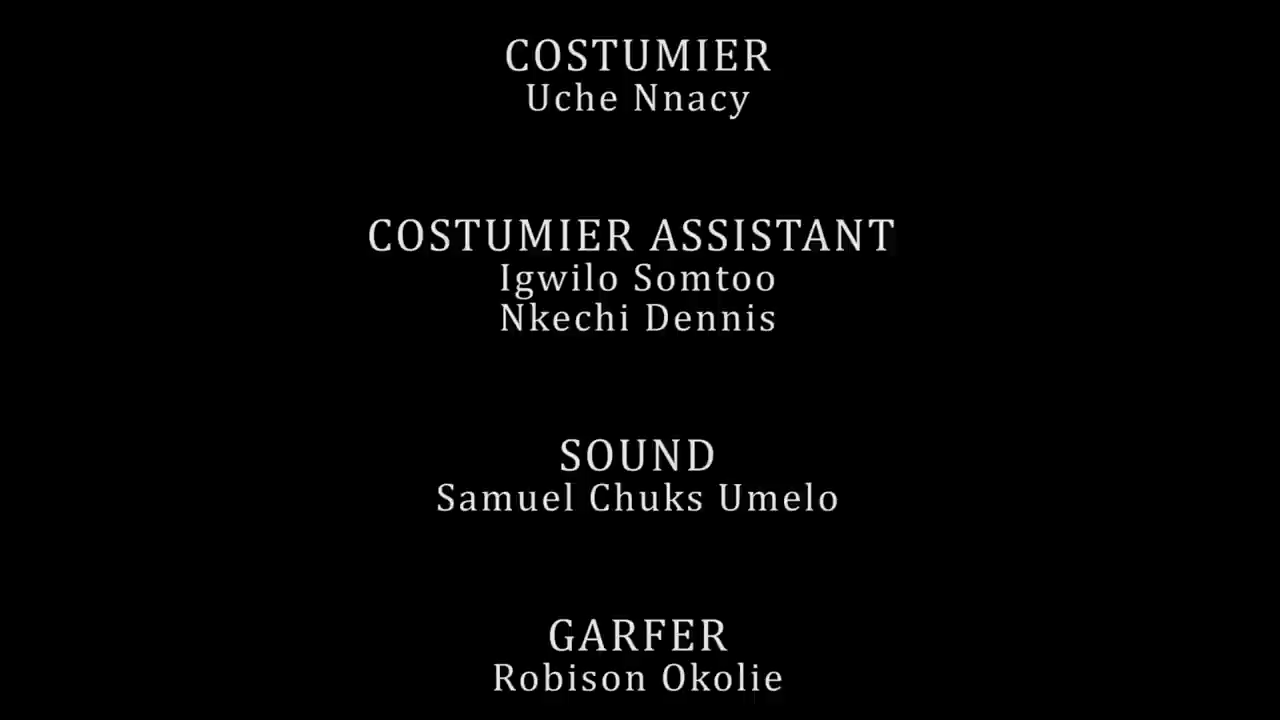 COSTUMIER
Uche Nnacy
COSTUMIER ASSISTANT
Igwilo Somtoo
Nkechi Dennis
SOUND
Samuel Chuks Umelo
GARFER
Robison Okolie